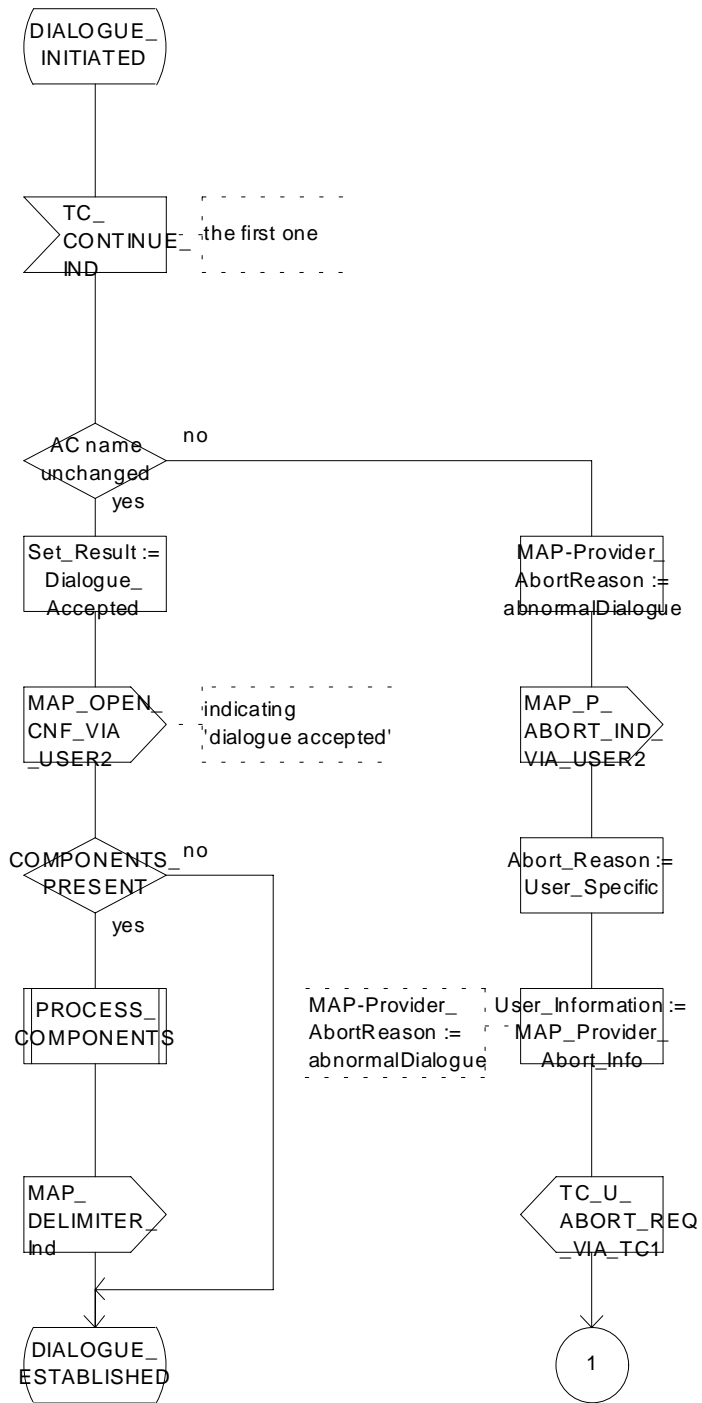 DIALOGUE_
INITIATED
TC_
CONTINUE_
IND
the first one
AC name
unchanged
no
yes
Set_Result :=
Dialogue_
Accepted
MAP-Provider_
AbortReason :=
abnormalDialogue
MAP_OPEN_
CNF_VIA
_USER2
indicating
'dialogue accepted'
MAP_P_
ABORT_IND_
VIA_USER2
COMPONENTS_
PRESENT
no
yes
Abort_Reason :=
User_Specific
PROCESS_
COMPONENTS
MAP-Provider_
AbortReason :=
abnormalDialogue
User_Information :=
MAP_Provider_
Abort_Info
MAP_
DELIMITER_
Ind
TC_U_
ABORT_REQ
_VIA_TC1
DIALOGUE_
ESTABLISHED
1